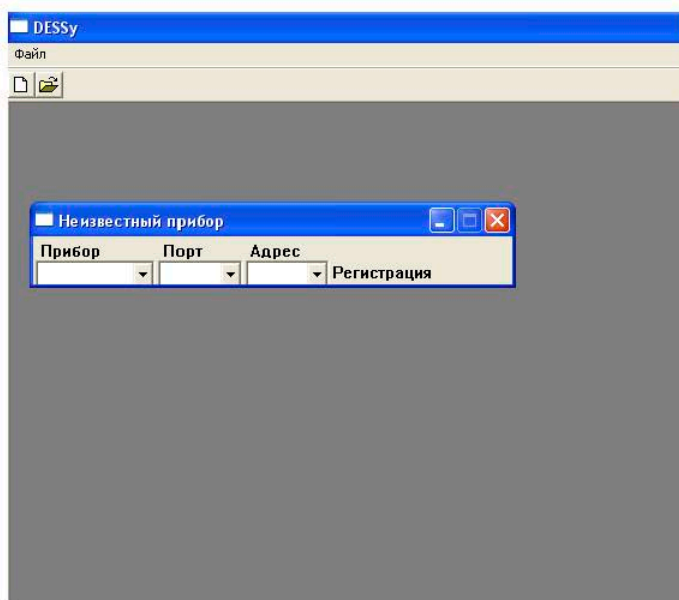 DESSy
Файл
Неизвестный прибор
Прибор Порт Адрес
Регистрация